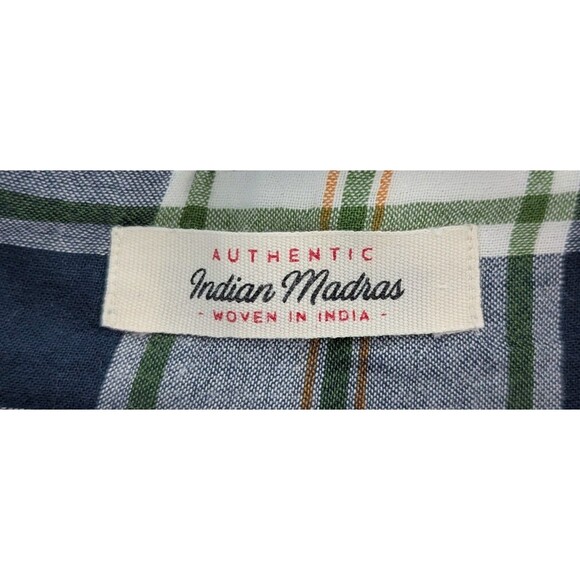 AUTHENTIC
Indian Madras
- WOVEN IN INDIA -